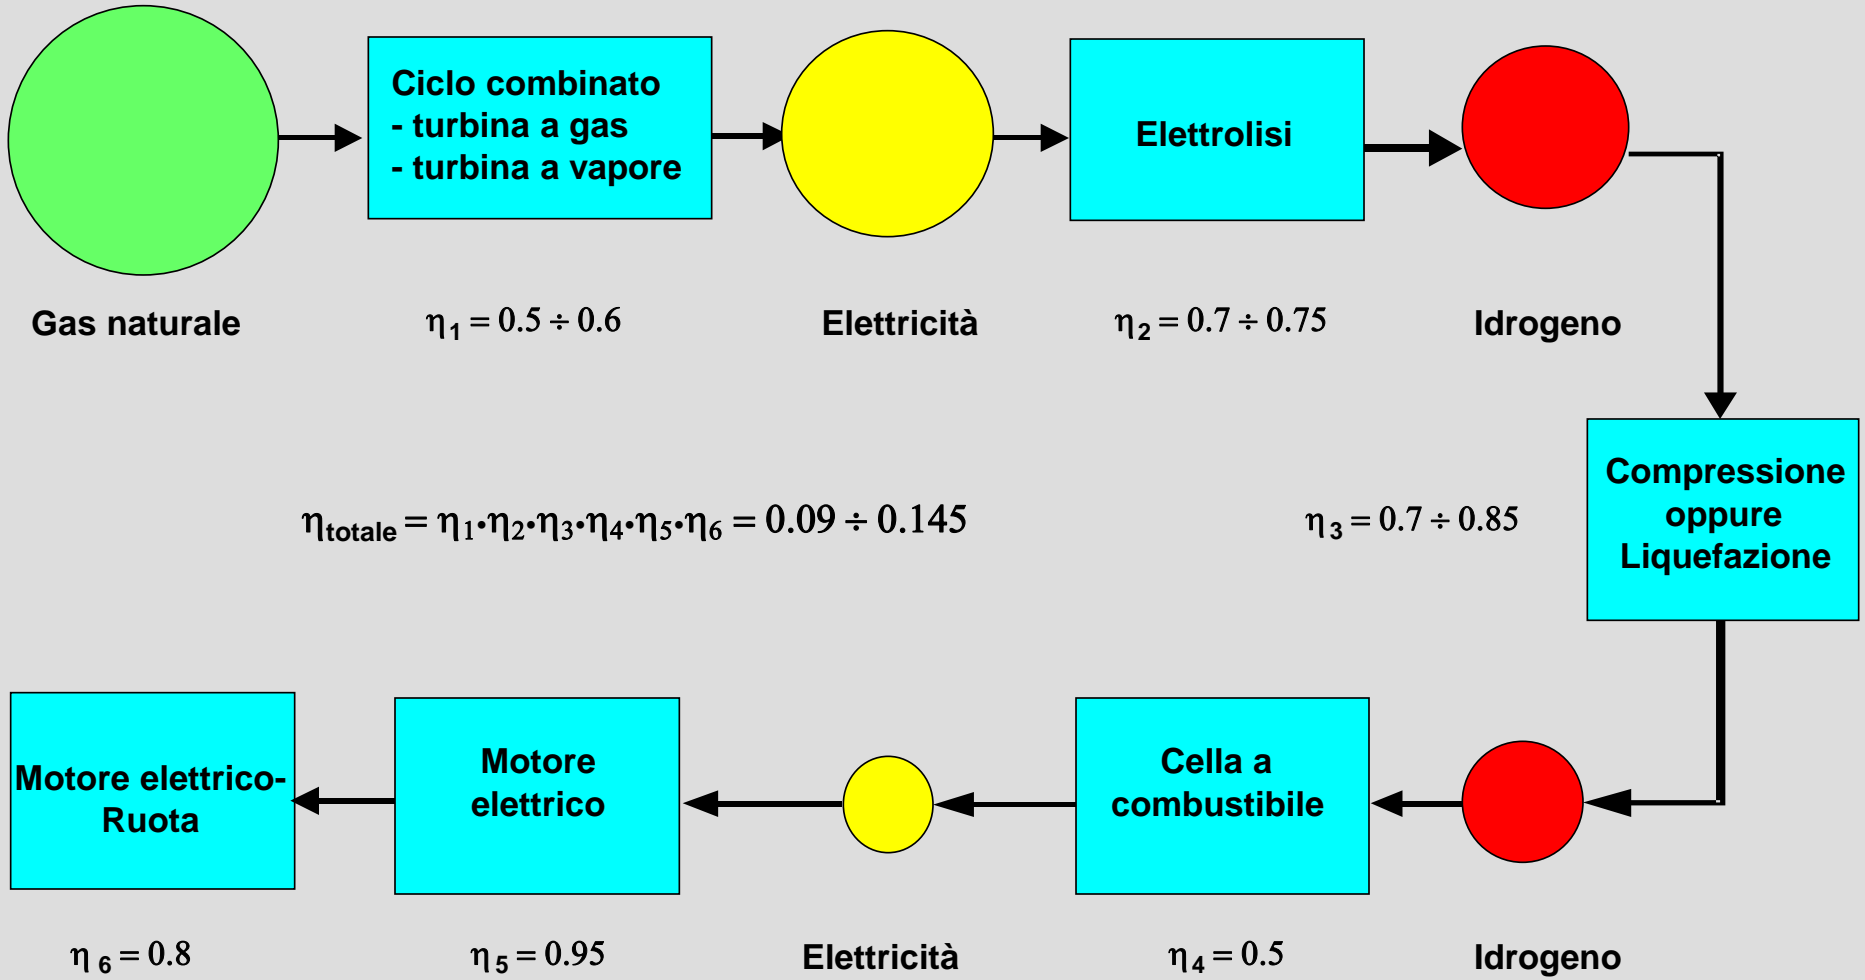 Ciclo combinato
- turbina a gas
- turbina a vapore
Elettrolisi
Gas naturale
η1 = 0.5 ÷ 0.6
Elettricità
η2 = 0.7 ÷ 0.75
Idrogeno
Compressione
oppure
Liquefazione
ηtotale = η1·η2·η3·η4·η5·η6 = 0.09 ÷ 0.145
η3 = 0.7 ÷ 0.85
Motore elettrico-
Ruota
Motore
elettrico
Cella a
combustibile
η6 = 0.8
η5 = 0.95
Elettricità
η4 = 0.5
Idrogeno